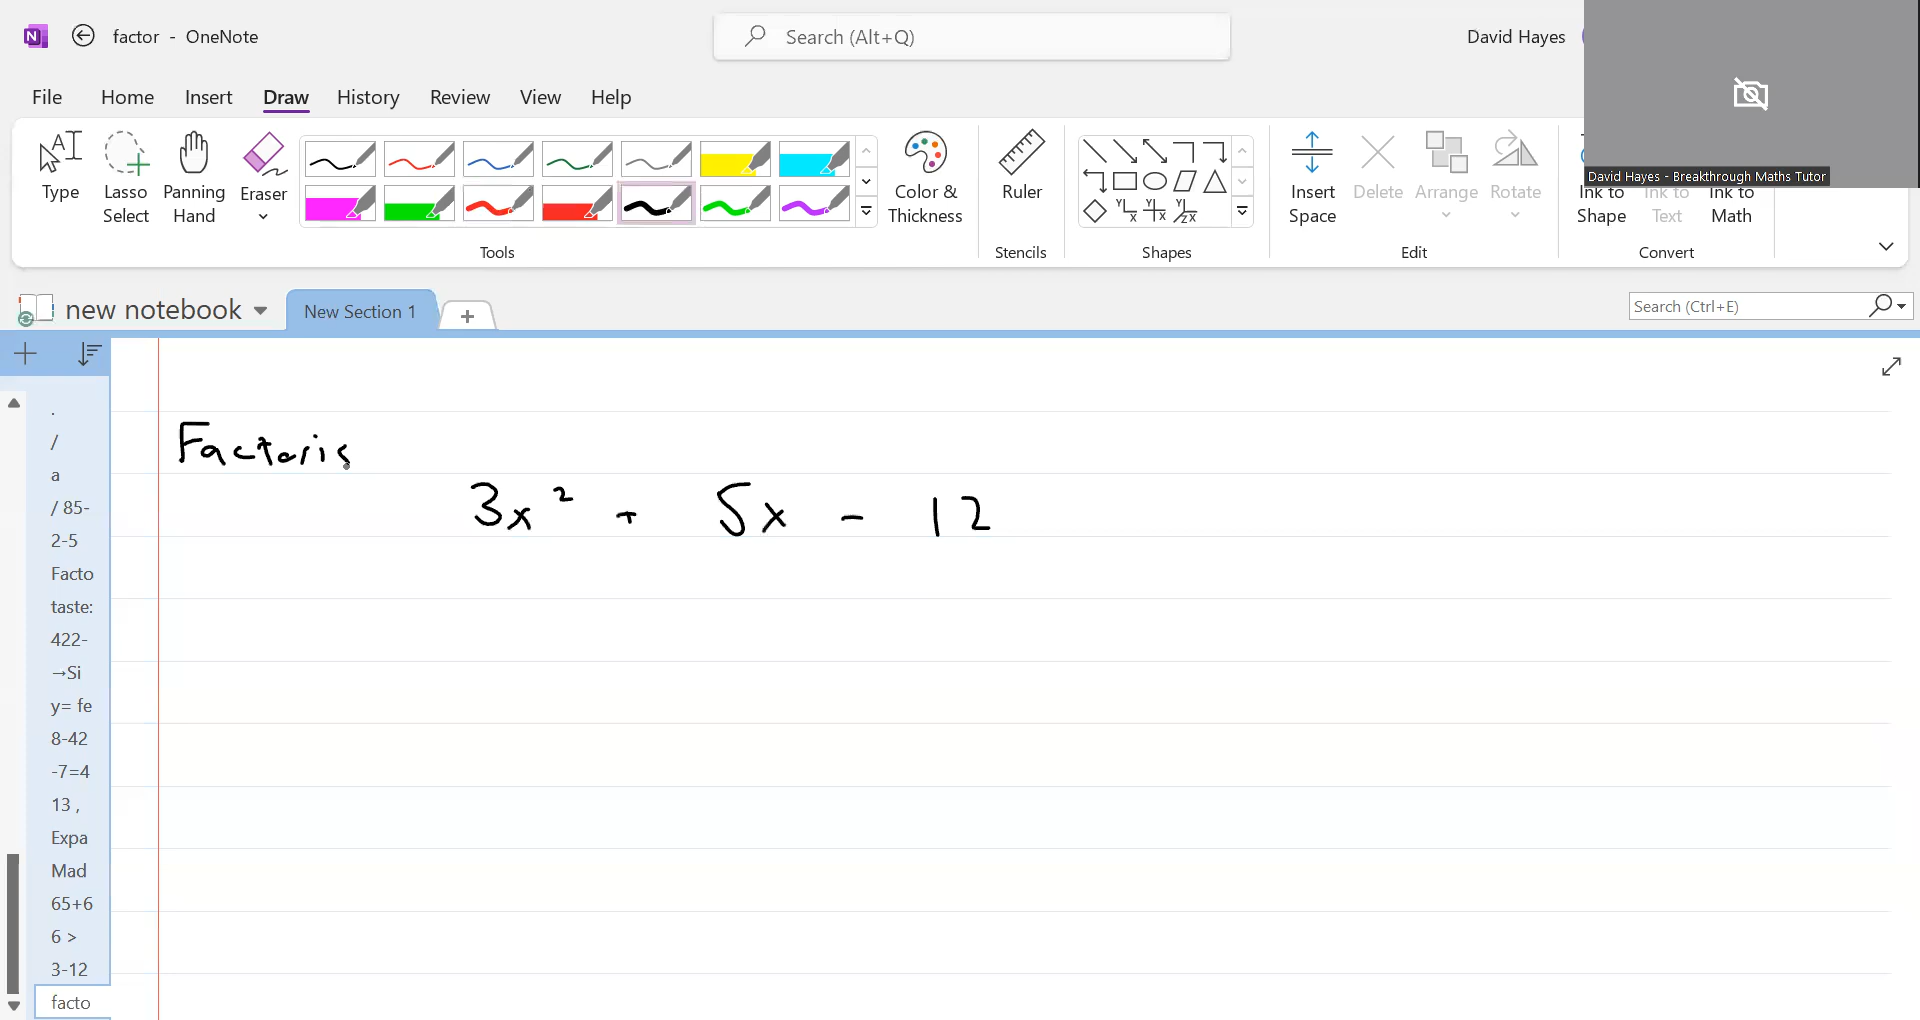 factor - OneNote
Search (Alt+Q)
David Hayes
File Home Insert Draw History Review View Help
Type
Lasso Select
Panning Hand
Eraser
Color & Thickness
Ruler
Insert Space
Delete
Arrange
Rotate
Ink to Shape
Ink to Text
Ink to Math
David Hayes - Breakthrough Maths Tutor
Tools
Stencils
Shapes
Edit
Convert
new notebook
New Section 1
+
Search (Ctrl+E)
.
/
a
/ 85-
2-5
Facto
taste:
422-
→Si
y= fe
8-42
-7=4
13 ,
Expa
Mad
65+6
6 >
3-12
facto
Factoris
3x² + 5x - 12